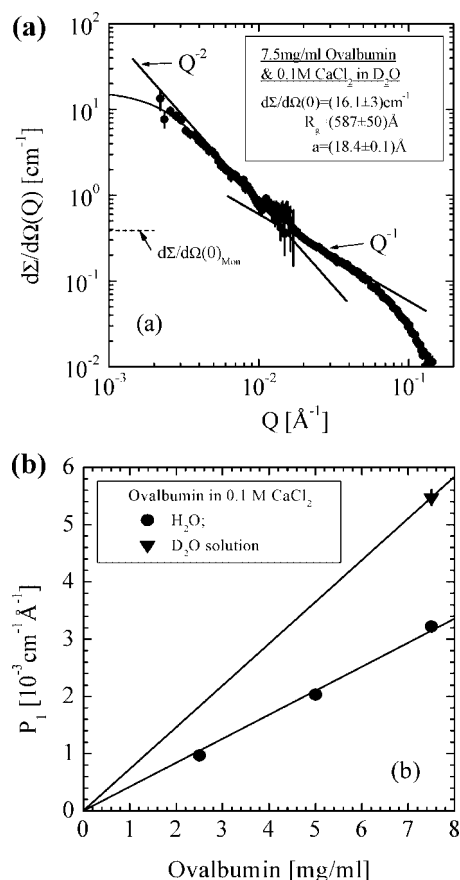 (a)
7.5mg/ml Ovalbumin
& 0.1M CaCl₂ in D₂O
dΣ/dΩ(0)=(16.1±3)cm⁻¹
R_g=(587±50)Å
a=(18.4±0.1)Å
Q⁻²
Q⁻¹
dΣ/dΩ(0)_Mon
(a)
dΣ/dΩ(Q) [cm⁻¹]
10²
10¹
10⁰
10⁻¹
10⁻²
10⁻³
10⁻²
10⁻¹
Q [Å⁻¹]
(b)
Ovalbumin in 0.1 M CaCl₂
H₂O;
D₂O solution
P₁ [10⁻³ cm⁻¹ Å⁻¹]
6
5
4
3
2
1
0
(b)
0
1
2
3
4
5
6
7
8
Ovalbumin [mg/ml]